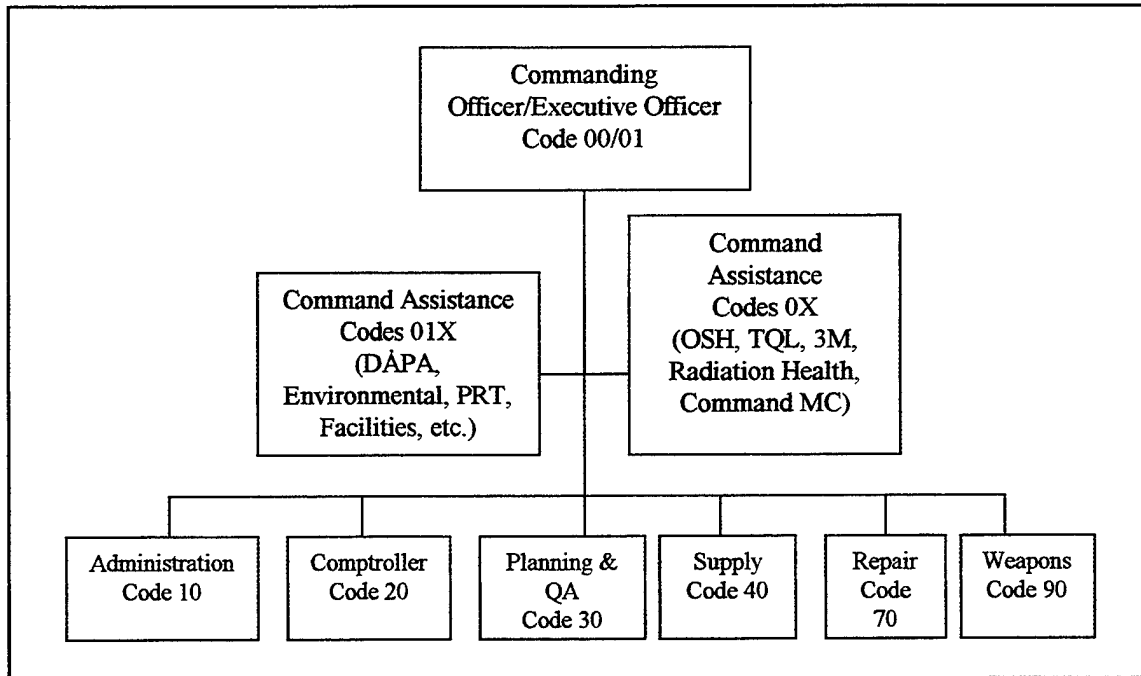 Commanding
Officer/Executive Officer
Code 00/01
Command
Assistance
Codes 0X
(OSH, TQL, 3M,
Radiation Health,
Command MC)
Command Assistance
Codes 01X
(DȦPA,
Environmental, PRT,
Facilities, etc.)
Administration
Code 10
Comptroller
Code 20
Planning &
QA
Code 30
Supply
Code 40
Repair
Code
70
Weapons
Code 90